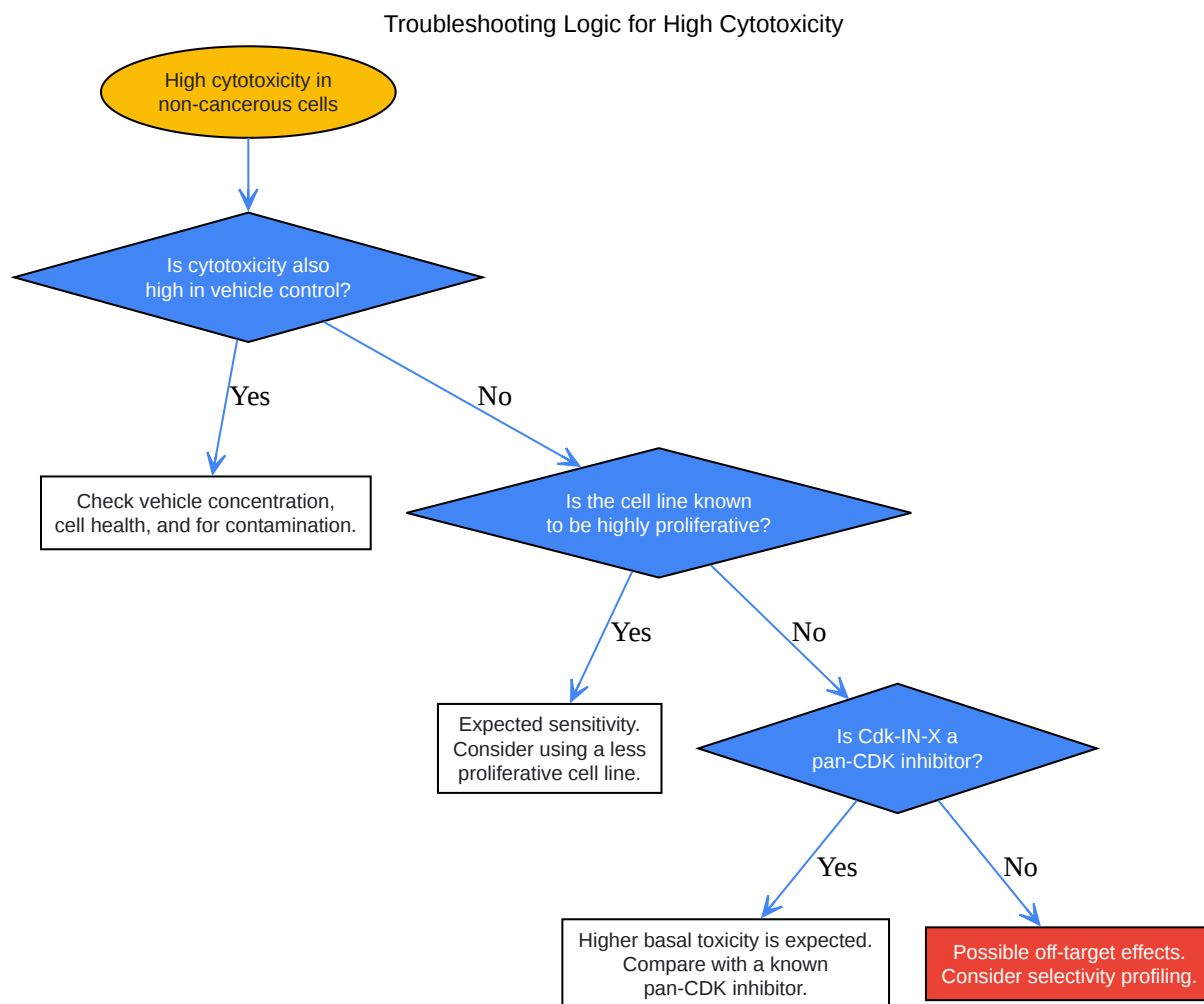 Troubleshooting Logic for High Cytotoxicity
High cytotoxicity in
non-cancerous cells
Is cytotoxicity also
high in vehicle control?
Yes
No
Check vehicle concentration,
cell health, and for contamination.
Is the cell line known
to be highly proliferative?
Yes
No
Expected sensitivity.
Consider using a less
proliferative cell line.
Is Cdk-IN-X a
pan-CDK inhibitor?
Yes
No
Higher basal toxicity is expected.
Compare with a known
pan-CDK inhibitor.
Possible off-target effects.
Consider selectivity profiling.